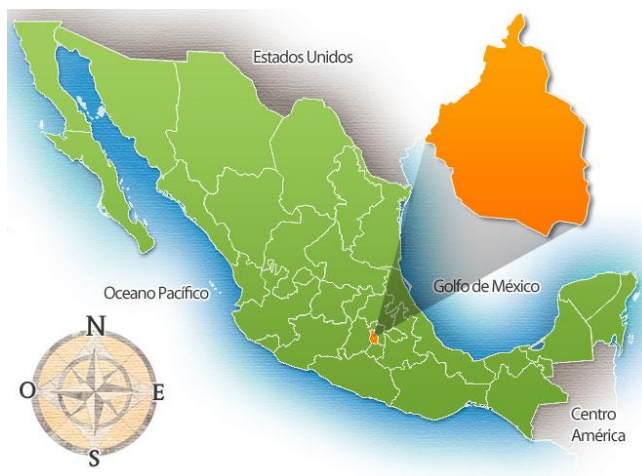 Estados Unidos
Oceano Pacífico
Golfo de México
N
O
E
S
Centro
América